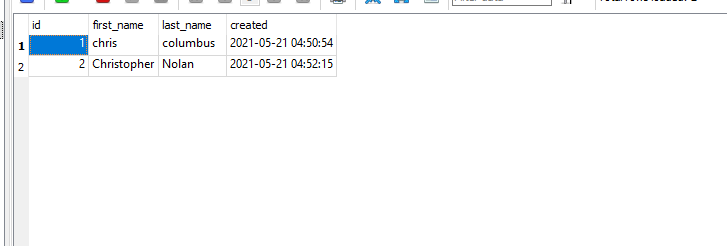 id first_name last_name created
1 1 chris columbus 2021-05-21 04:50:54
2 2 Christopher Nolan 2021-05-21 04:52:15